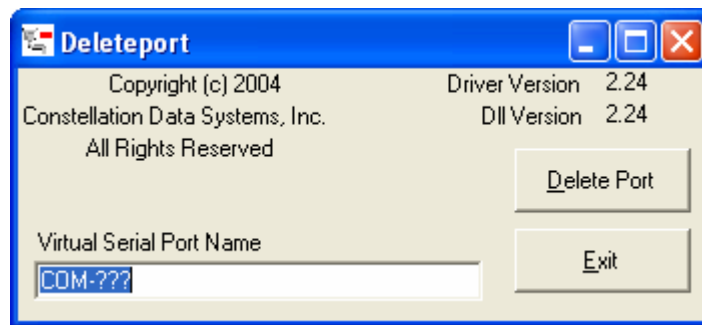 Deleteport
Copyright (c) 2004 Driver Version 2.24
Constellation Data Systems, Inc. Dll Version 2.24
All Rights Reserved
Delete Port
Virtual Serial Port Name
Exit
COM-???